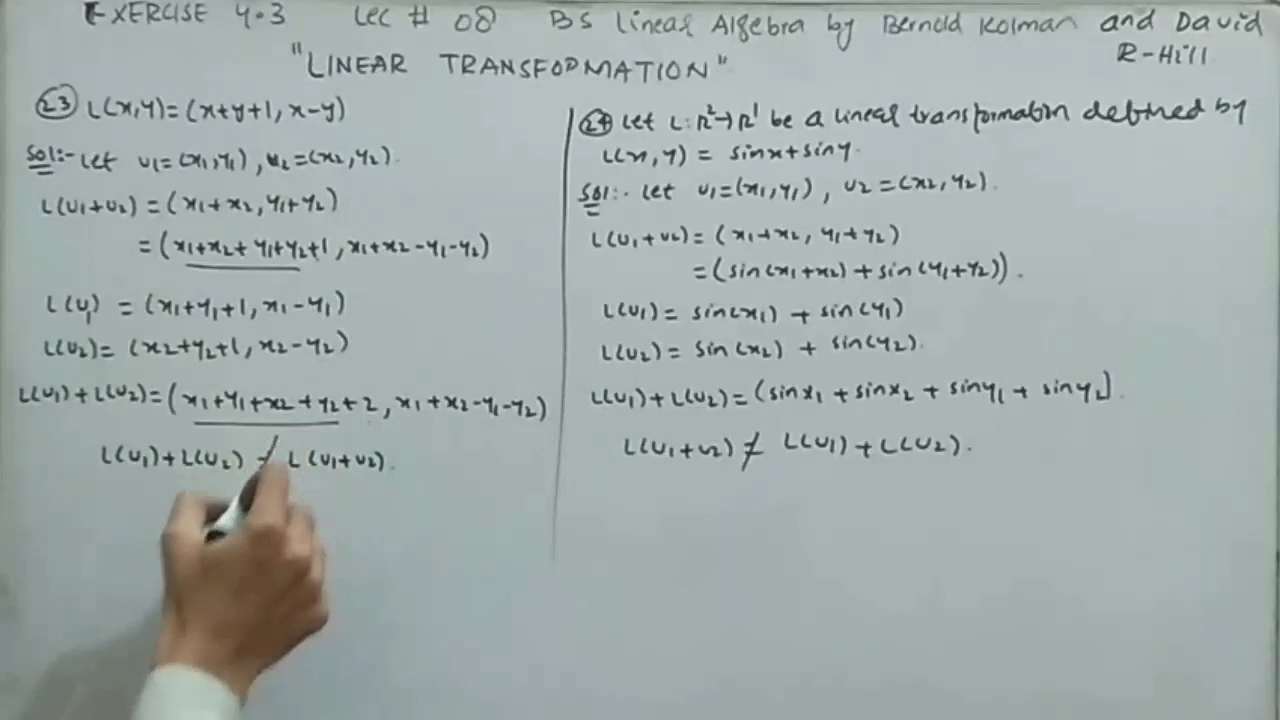 EXERCISE 4.3 Lec # 08 BS Linear Algebra by Bernold Kolman and David
R-Hill
"LINEAR TRANSFORMATION"
23 L(x,y)=(x+y+1, x-y)
Sol:- Let u1=(x1,y1), u2=(x2,y2).
L(u1+u2)=(x1+x2, y1+y2)
=(x1+x2+y1+y2+1, x1+x2-y1-y2)
L(u1) = (x1+y1+1, x1-y1)
L(u2)= (x2+y2+1, x2-y2)
L(u1)+L(u2)=(x1+y1+x2+y2+2, x1+x2-y1-y2)
L(u1)+L(u2) ≠ L(u1+u2).
24 Let L:R²→R¹ be a linear transformation defined by
L(x,y) = sinx+siny.
Sol:- Let u1=(x1,y1), u2=(x2,y2).
L(u1+u2)=(x1+x2, y1+y2)
=(sin(x1+x2)+sin(y1+y2)).
L(u1)= sin(x1) + sin(y1)
L(u2)= sin(x2) + sin(y2).
L(u1)+L(u2)=(sinx1+sinx2+siny1+siny2).
L(u1+u2) ≠ L(u1)+L(u2).